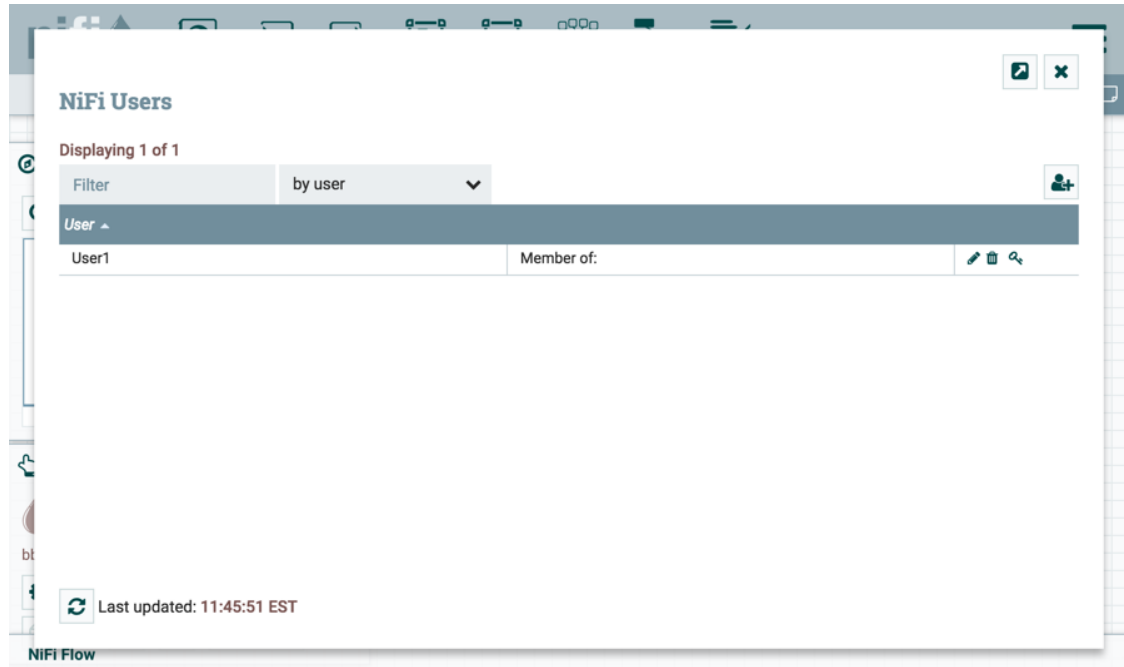 NiFi Users
Displaying 1 of 1
Filter by user
User
User1 Member of:
Last updated: 11:45:51 EST
NiFi Flow